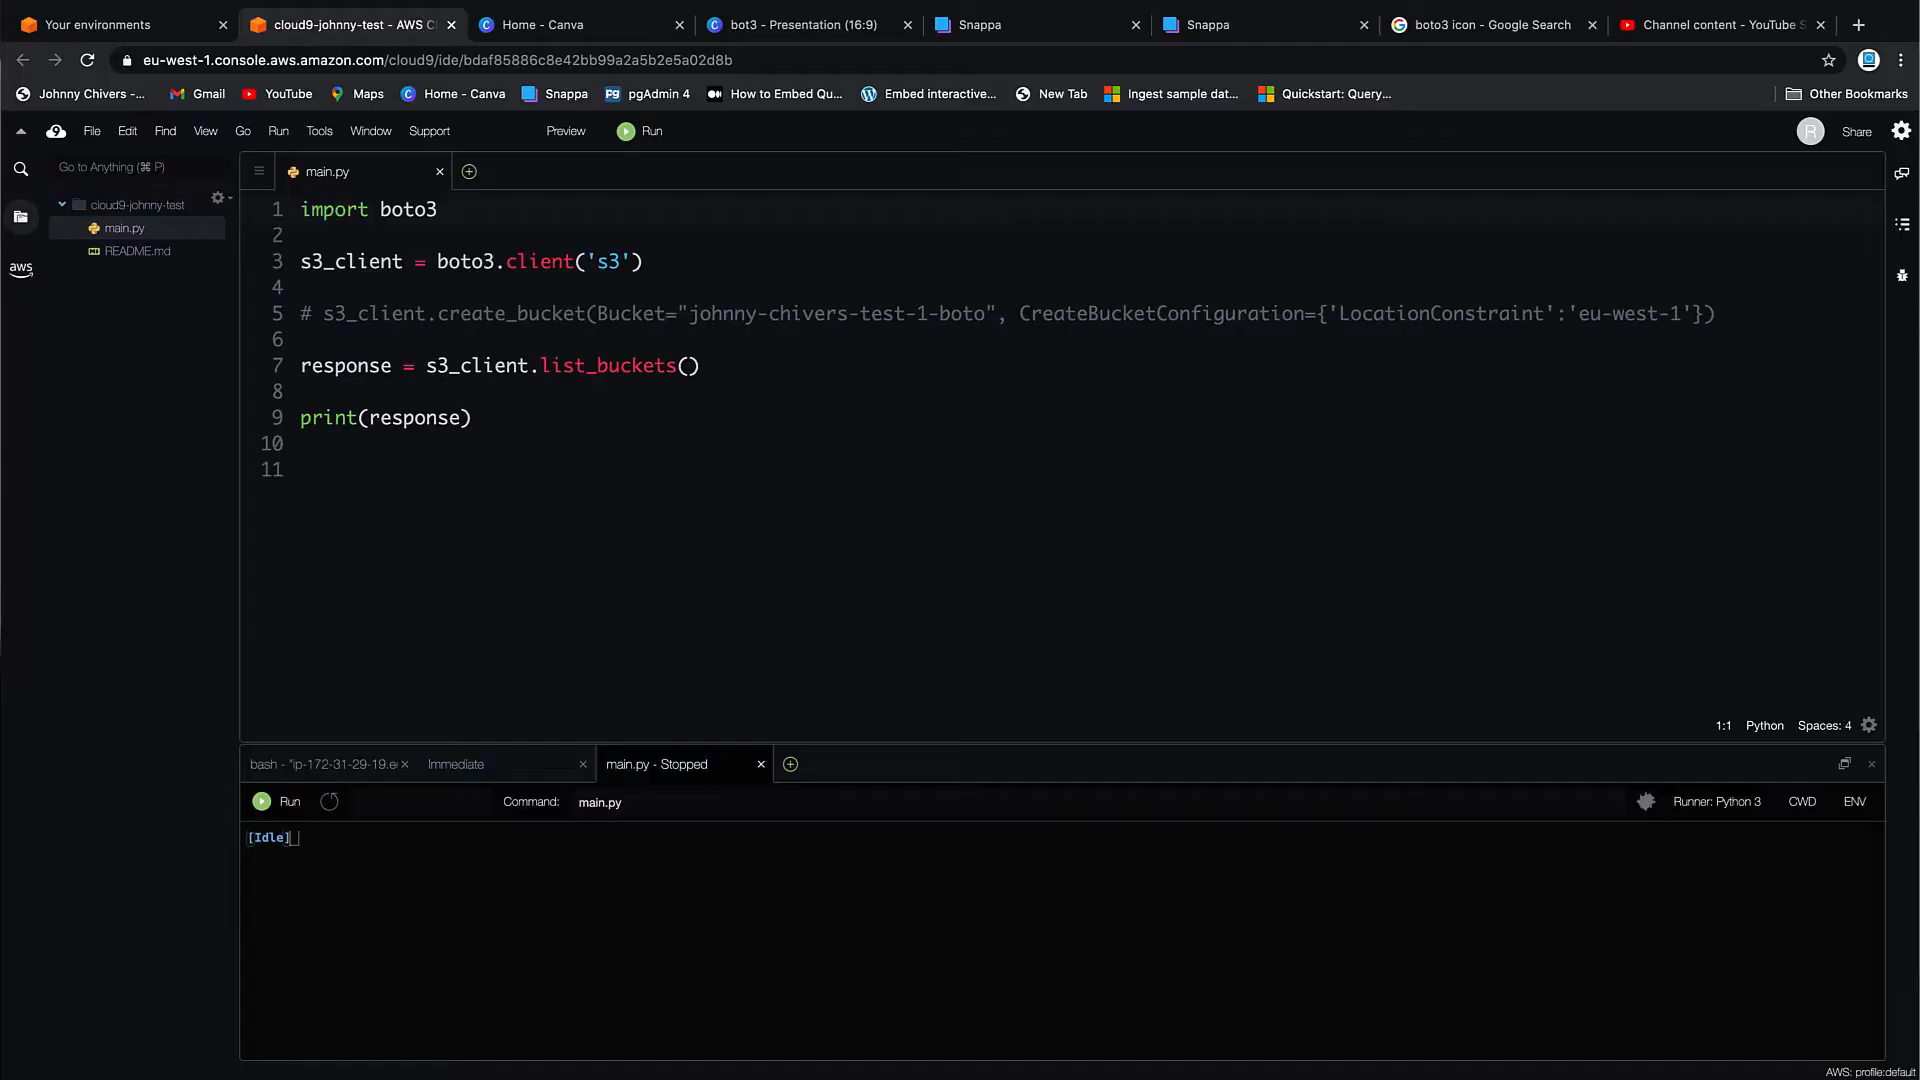 Your environments
cloud9-johnny-test - AWS C
Home - Canva
bot3 - Presentation (16:9)
Snappa
Snappa
boto3 icon - Google Search
Channel content - YouTube S
eu-west-1.console.aws.amazon.com/cloud9/ide/bdaf85886c8e42bb99a2a5b2e5a02d8b
Johnny Chivers -...
Gmail
YouTube
Maps
Home - Canva
Snappa
pgAdmin 4
How to Embed Qu...
Embed interactive...
New Tab
Ingest sample dat...
Quickstart: Query...
Other Bookmarks
9 File Edit Find View Go Run Tools Window Support Preview Run R Share
Go to Anything (⌘ P)
cloud9-johnny-test
main.py
README.md
aws
main.py
1 import boto3
2
3 s3_client = boto3.client('s3')
4
5 # s3_client.create_bucket(Bucket="johnny-chivers-test-1-boto", CreateBucketConfiguration={'LocationConstraint':'eu-west-1'})
6
7 response = s3_client.list_buckets()
8
9 print(response)
10
11
1:1 Python Spaces: 4
bash - "ip-172-31-29-19.e
Immediate
main.py - Stopped
Run
Command: main.py
Runner: Python 3 CWD ENV
[Idle]
AWS: profile:default